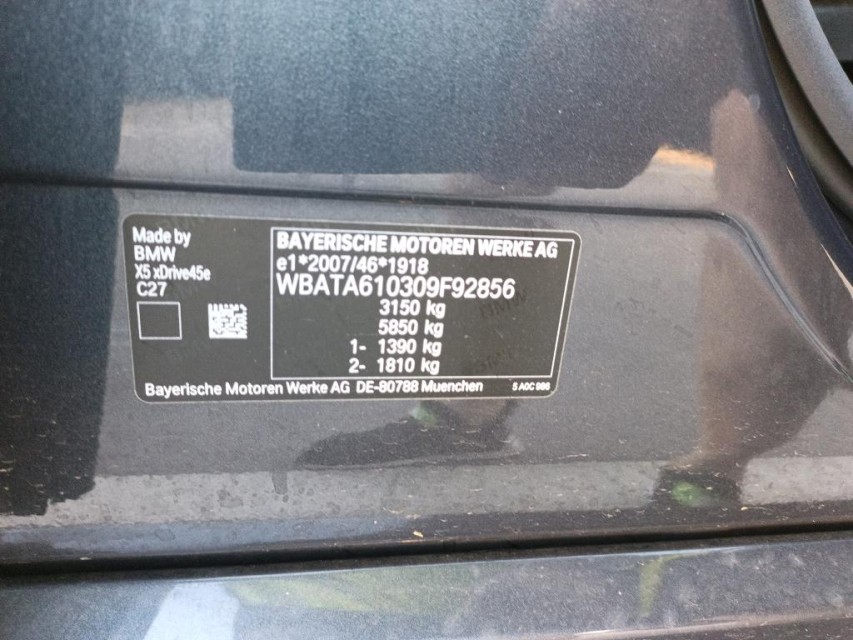 Made by
BMW
X5 xDrive45e
C27
BAYERISCHE MOTOREN WERKE AG
e1*2007/46*1918
WBATA610309F92856
3150 kg
5850 kg
1- 1390 kg
2- 1810 kg
Bayerische Motoren Werke AG DE-80788 Muenchen
5 A0C 986